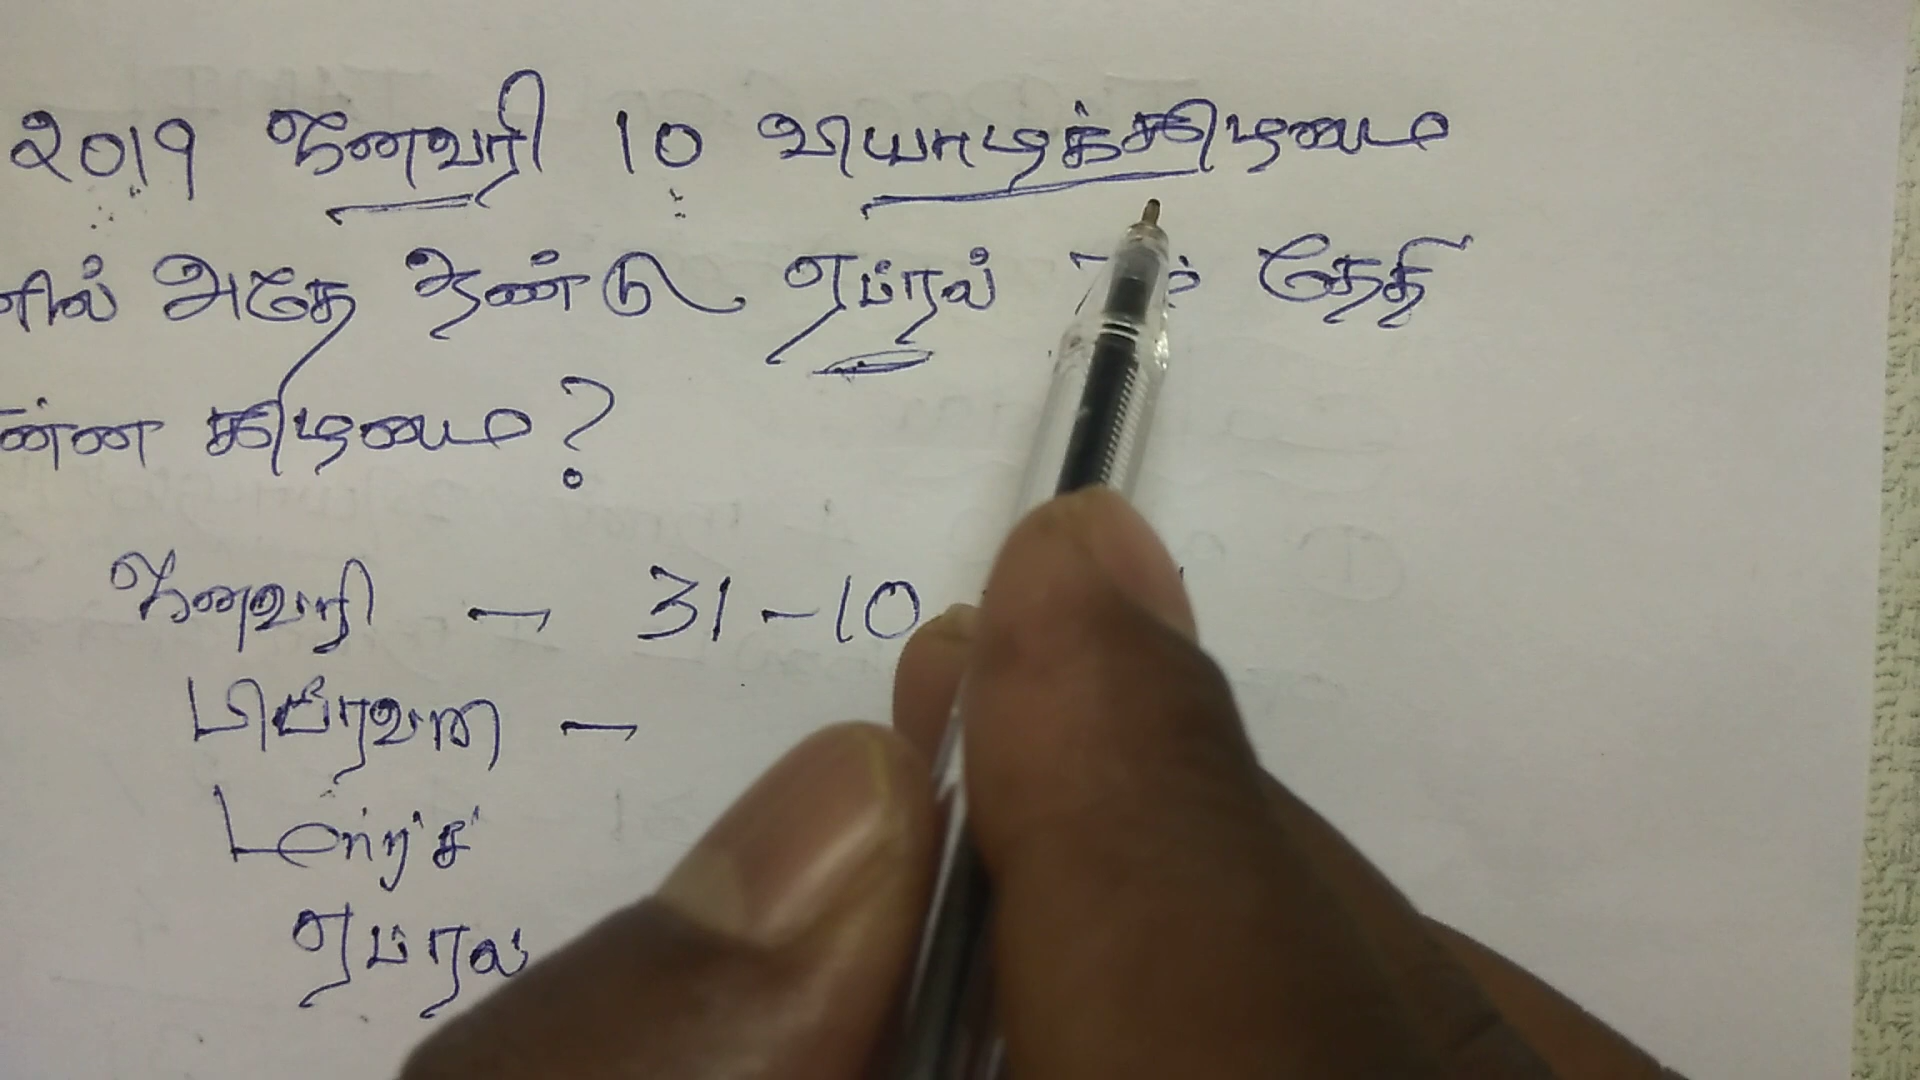 2019 ஜனவரி 10 வியாழக்கிழமை
னில் அதே ஆண்டு ஏப்ரல் தேதி
ன்ன கிழமை?
ஜனவரி - 31 - 10
பிப்ரவரி -
மார்ச்
ஏப்ரல்